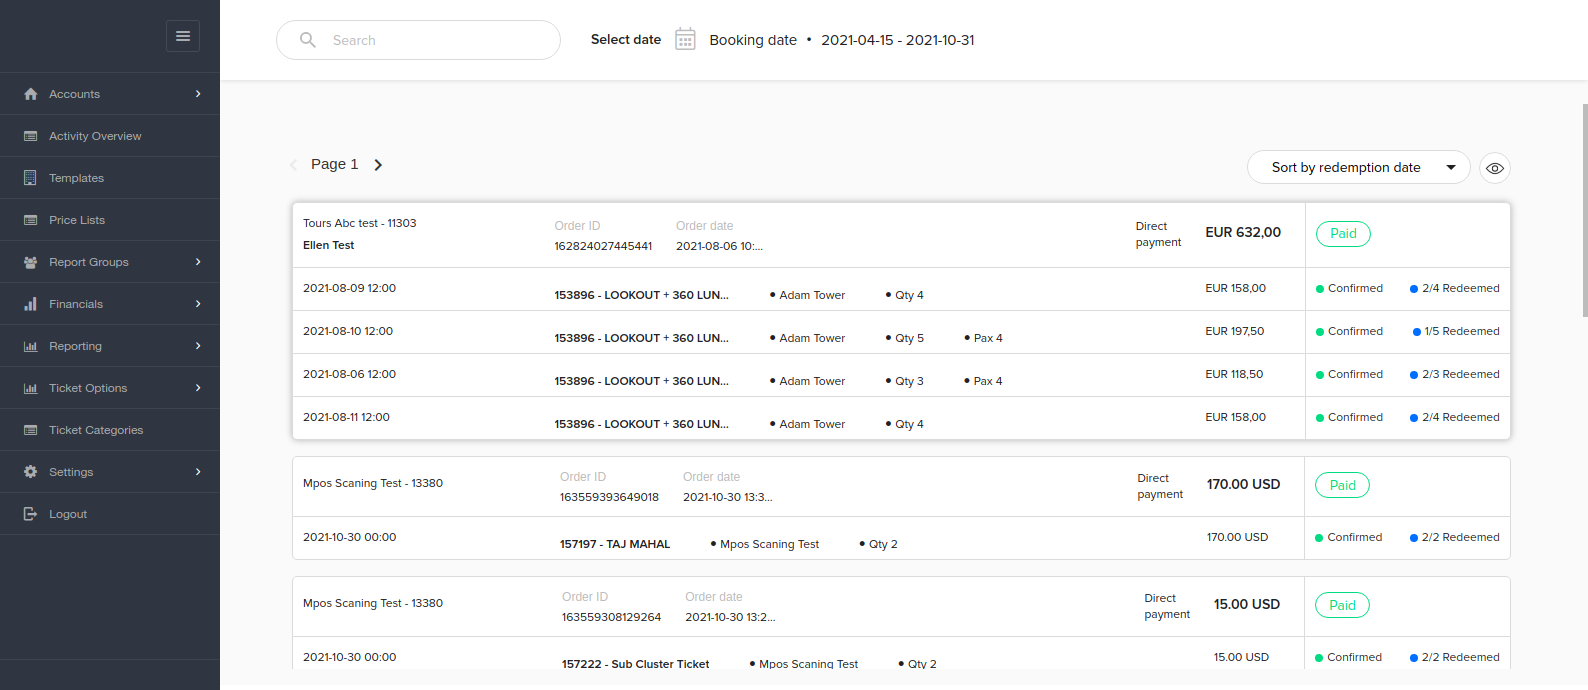 Search
Select date Booking date • 2021-04-15 - 2021-10-31
Accounts
Activity Overview
Templates
Price Lists
Report Groups
Financials
Reporting
Ticket Options
Ticket Categories
Settings
Logout
Page 1
Sort by redemption date
Tours Abc test - 11303 Order ID Order date Direct EUR 632,00 Paid
Ellen Test 162824027445441 2021-08-06 10:... payment
2021-08-09 12:00 153896 - LOOKOUT + 360 LUN... • Adam Tower • Qty 4 EUR 158,00 Confirmed 2/4 Redeemed
2021-08-10 12:00 153896 - LOOKOUT + 360 LUN... • Adam Tower • Qty 5 • Pax 4 EUR 197,50 Confirmed 1/5 Redeemed
2021-08-06 12:00 153896 - LOOKOUT + 360 LUN... • Adam Tower • Qty 3 • Pax 4 EUR 118,50 Confirmed 2/3 Redeemed
2021-08-11 12:00 153896 - LOOKOUT + 360 LUN... • Adam Tower • Qty 4 EUR 158,00 Confirmed 2/4 Redeemed
Mpos Scaning Test - 13380 Order ID Order date Direct 170.00 USD Paid
163559393649018 2021-10-30 13:3... payment
2021-10-30 00:00 157197 - TAJ MAHAL • Mpos Scaning Test • Qty 2 170.00 USD Confirmed 2/2 Redeemed
Mpos Scaning Test - 13380 Order ID Order date Direct 15.00 USD Paid
163559308129264 2021-10-30 13:2... payment
2021-10-30 00:00 157222 - Sub Cluster Ticket • Mpos Scaning Test • Qty 2 15.00 USD Confirmed 2/2 Redeemed